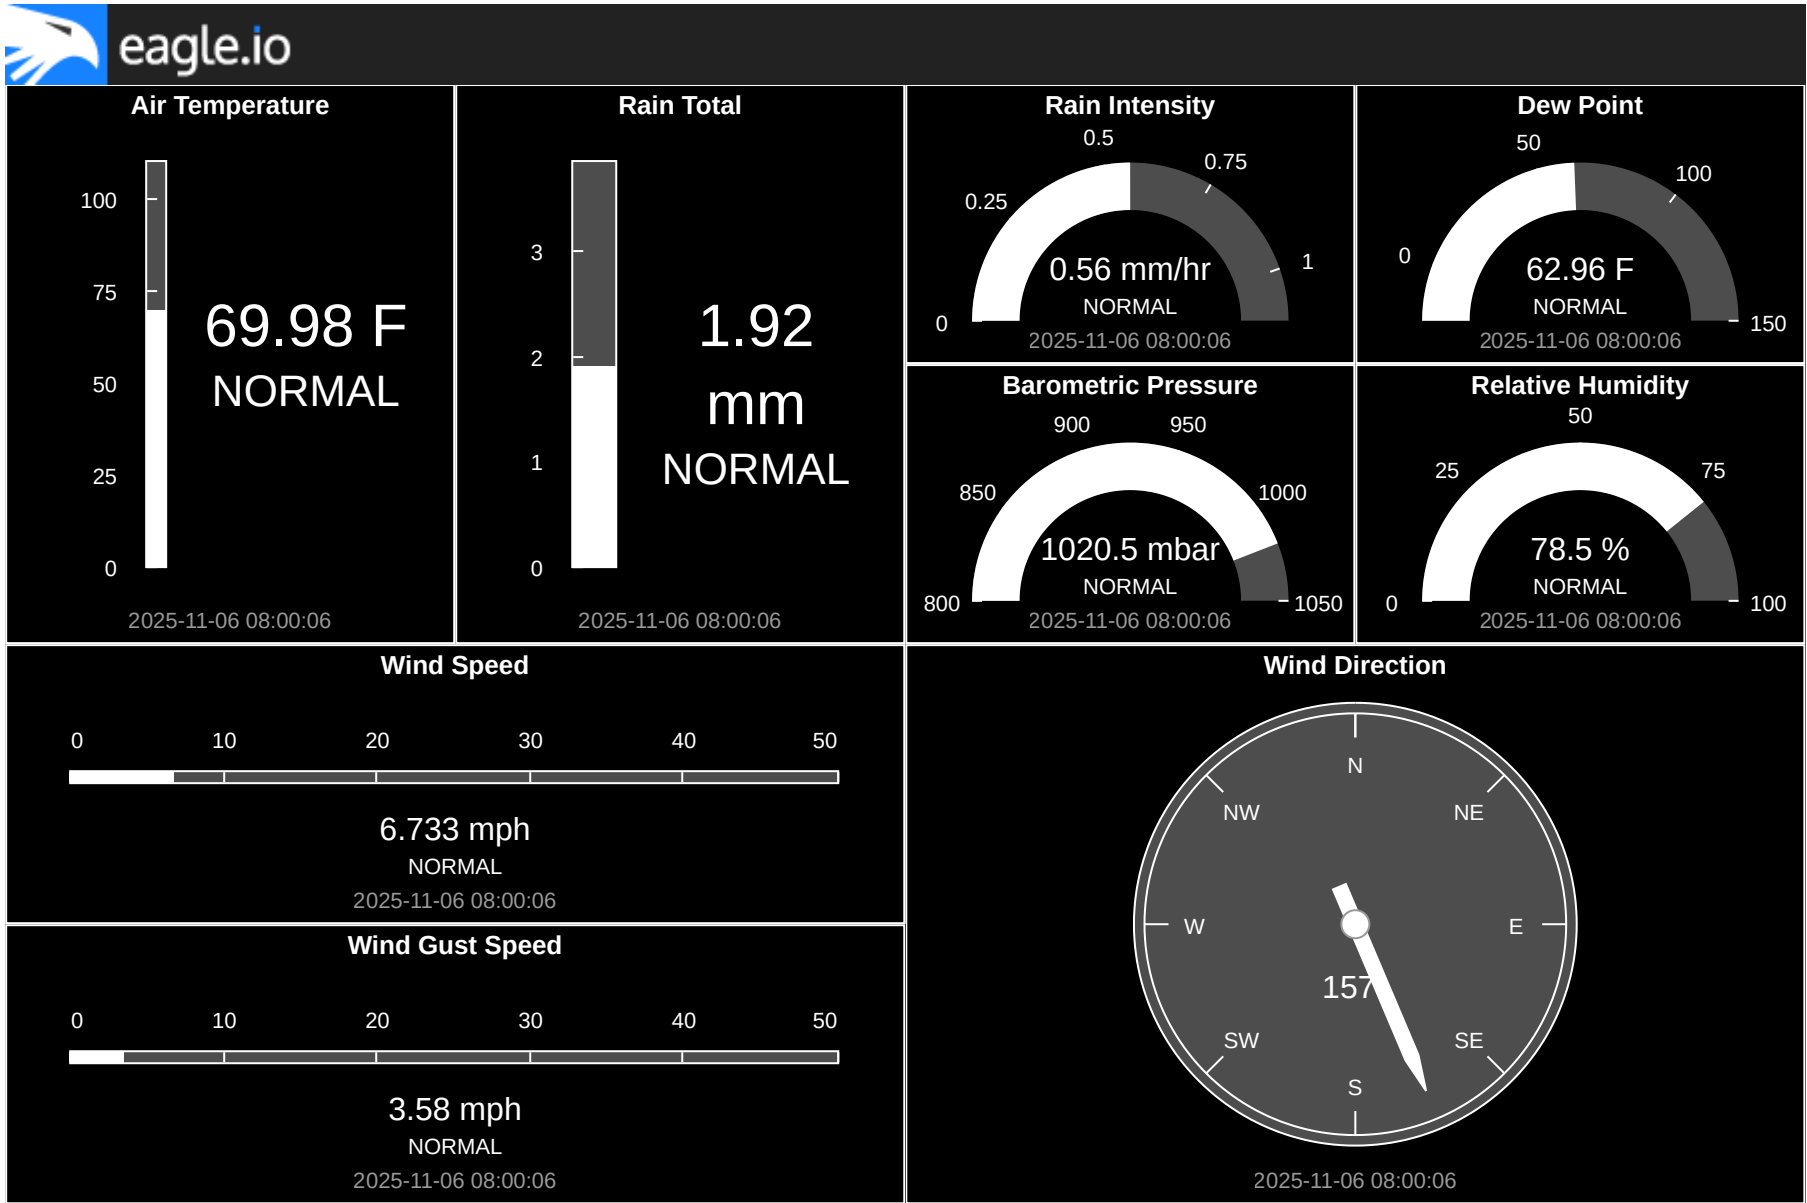 eagle.io
Air Temperature
100
75
50
25
0
69.98 F
NORMAL
2025-11-06 08:00:06
Rain Total
3
2
1
0
1.92
mm
NORMAL
2025-11-06 08:00:06
Rain Intensity
0
0.25
0.5
0.75
1
0.56 mm/hr
NORMAL
2025-11-06 08:00:06
Dew Point
0
50
100
150
62.96 F
NORMAL
2025-11-06 08:00:06
Barometric Pressure
800
850
900
950
1000
1050
1020.5 mbar
NORMAL
2025-11-06 08:00:06
Relative Humidity
0
25
50
75
100
78.5 %
NORMAL
2025-11-06 08:00:06
Wind Speed
0 10 20 30 40 50
6.733 mph
NORMAL
2025-11-06 08:00:06
Wind Gust Speed
0 10 20 30 40 50
3.58 mph
NORMAL
2025-11-06 08:00:06
Wind Direction
N
NW NE
W E
157
SW SE
S
2025-11-06 08:00:06